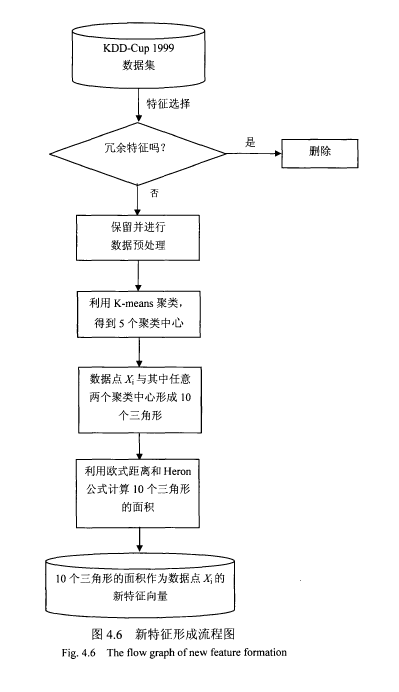 KDD-Cup 1999
数据集
特征选择
冗余特征吗？
是
删除
否
保留并进行
数据预处理
利用 K-means 聚类，
得到 5 个聚类中心
数据点 Xi 与其中任意
两个聚类中心形成 10
个三角形
利用欧式距离和 Heron
公式计算 10 个三角形
的面积
10 个三角形的面积作为数据点 Xi 的
新特征向量
图 4.6 新特征形成流程图
Fig. 4.6 The flow graph of new feature formation